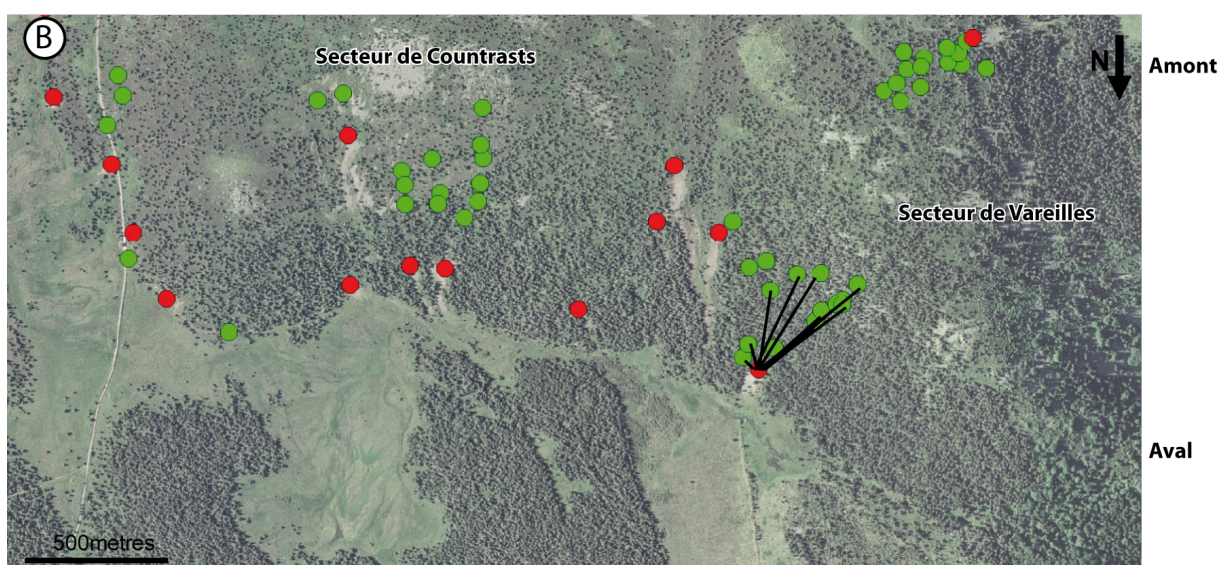 B
Secteur de Countrasts
N
Amont
Secteur de Vareilles
Aval
500metres